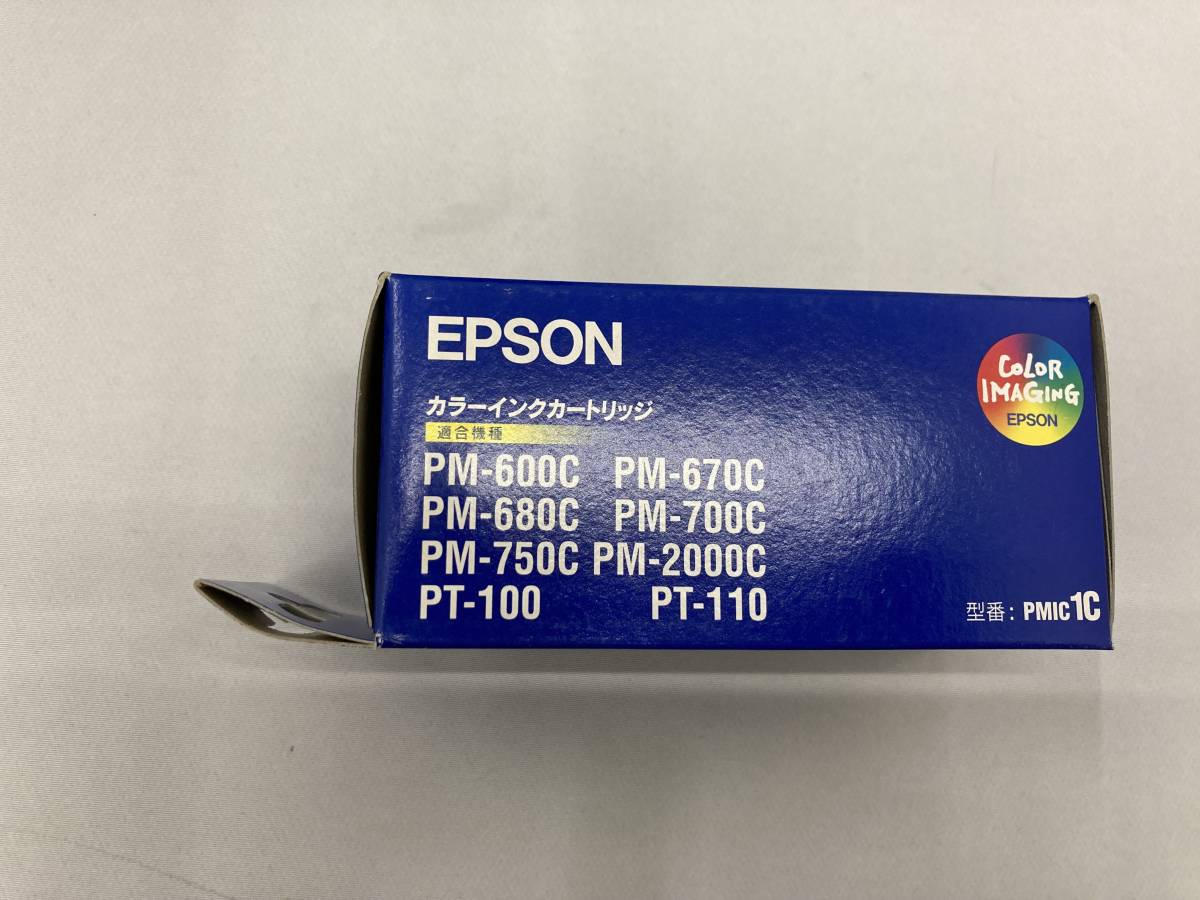 EPSON
カラーインクカートリッジ
適合機種
PM-600C PM-670C
PM-680C PM-700C
PM-750C PM-2000C
PT-100 PT-110
COLOR
IMAGING
EPSON
型番: PMIC1C